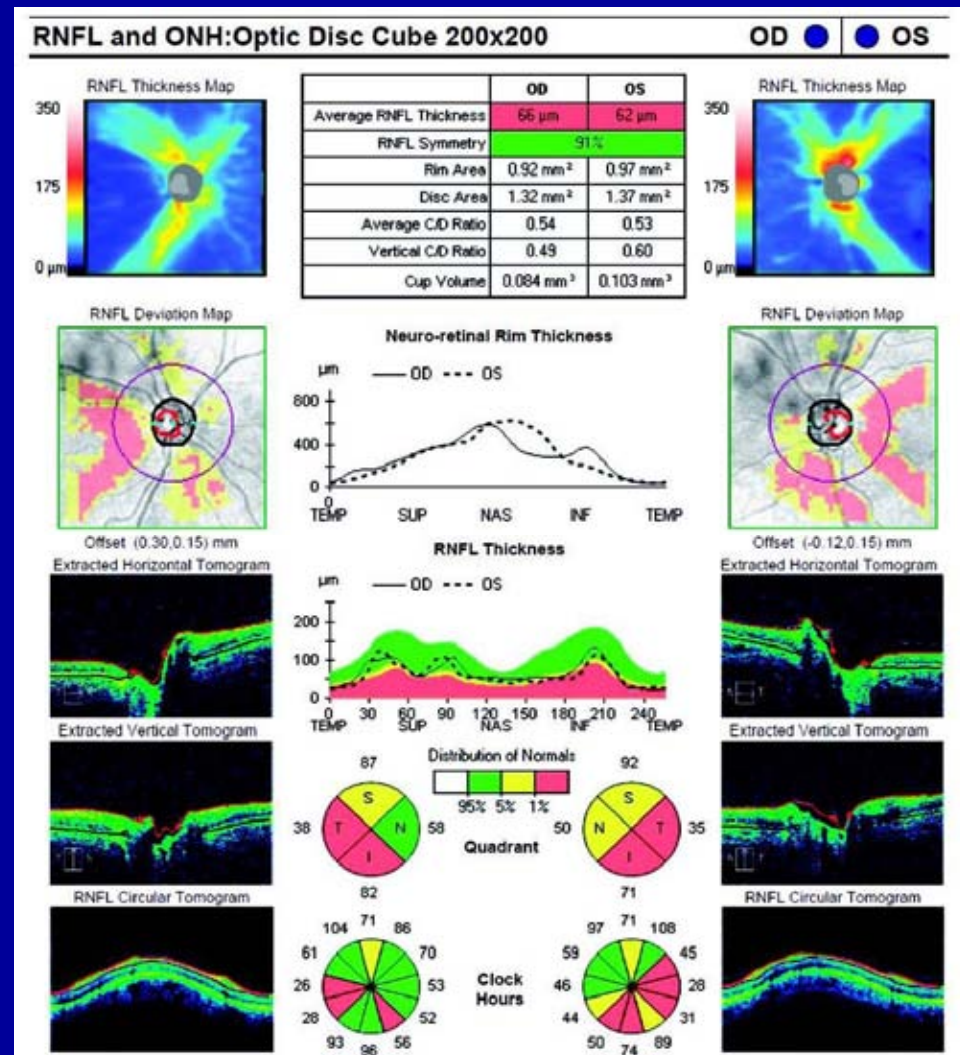 RNFL and ONH:Optic Disc Cube 200x200 OD OS
RNFL Thickness Map
350
175
0 µm
OD OS
Average RNFL Thickness 66 µm 62 µm
RNFL Symmetry 91%
Rim Area 0.92 mm² 0.97 mm²
Disc Area 1.32 mm² 1.37 mm²
Average C/D Ratio 0.54 0.53
Vertical C/D Ratio 0.49 0.60
Cup Volume 0.084 mm³ 0.103 mm³
RNFL Thickness Map
350
175
0 µm
RNFL Deviation Map
Offset (0.30,0.15) mm
Neuro-retinal Rim Thickness
µm OD OS
800
400
0
0
TEMP SUP NAS INF TEMP
RNFL Deviation Map
Offset (-0.12,0.15) mm
Extracted Horizontal Tomogram
RNFL Thickness
µm OD OS
200
100
0
0 30 60 90 120 150 180 210 240
TEMP SUP NAS INF TEMP
Extracted Horizontal Tomogram
Extracted Vertical Tomogram
Distribution of Normals
95% 5% 1%
Quadrant
87
38 T S N I 58
82
92
50 N S T I 35
71
Extracted Vertical Tomogram
RNFL Circular Tomogram
Clock
Hours
104 71 86
61 70
26 53
28 52
93 96 56
97 71 108
59 45
46 28
44 31
50 74 89
RNFL Circular Tomogram